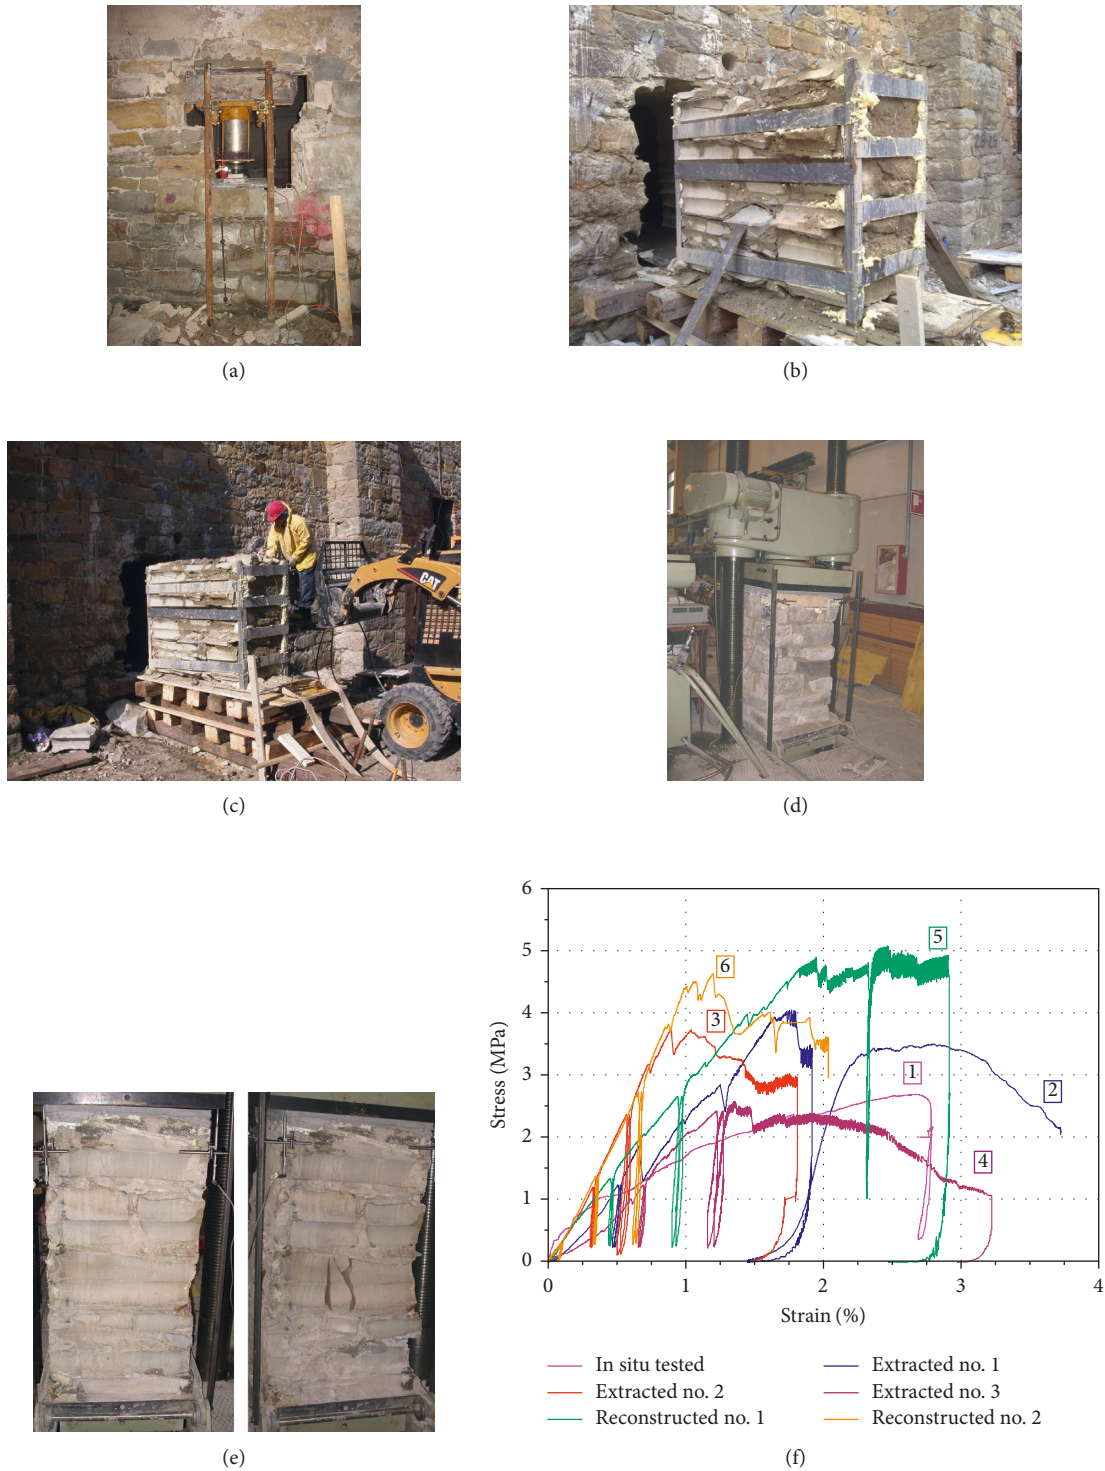 (a)
(b)
CAT
28-29
(c)
(d)
(e)
6
5
4
3
2
1
0
0
1
2
3
4
Stress (MPa)
Strain (%)
5
6
3
1
2
4
In situ tested
Extracted no. 2
Reconstructed no. 1
Extracted no. 1
Extracted no. 3
Reconstructed no. 2
(f)